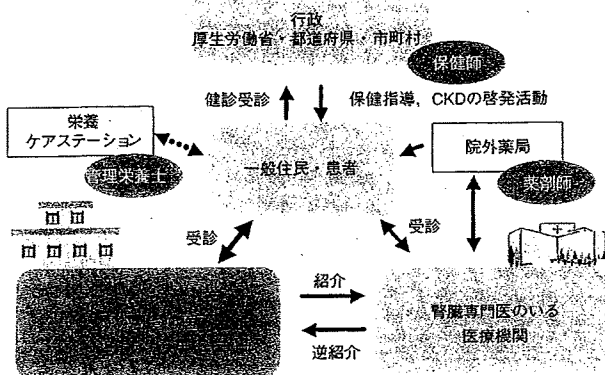 行政
厚生労働省・都道府県・市町村
保健師
健診受診
保健指導，CKDの啓発活動
栄養
ケアステーション
管理栄養士
一般住民・患者
院外薬局
薬剤師
受診
受診
紹介
逆紹介
腎臓専門医のいる
医療機関